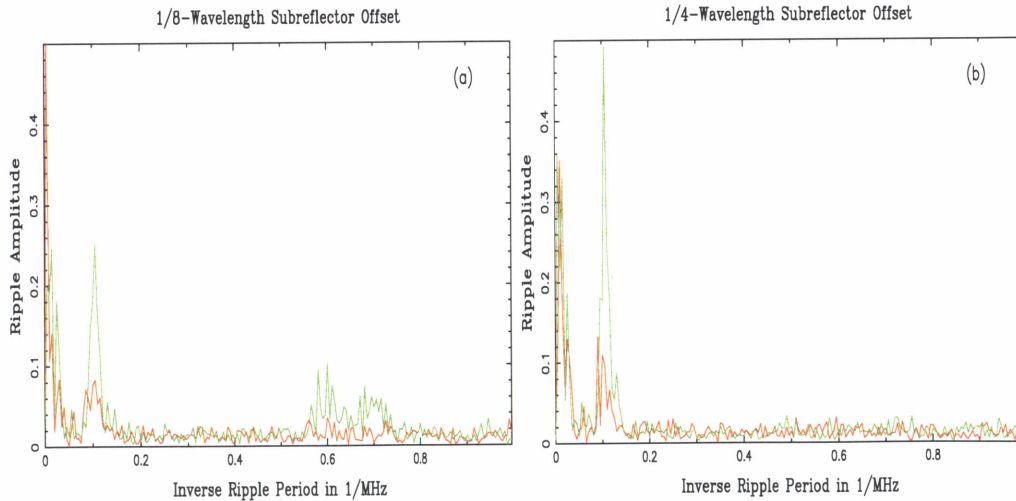 1/8-Wavelength Subreflector Offset
(a)
Ripple Amplitude
0.4
0.3
0.2
0.1
0
0 0.2 0.4 0.6 0.8
Inverse Ripple Period in 1/MHz
1/4-Wavelength Subreflector Offset
(b)
Ripple Amplitude
0.4
0.3
0.2
0.1
0
0 0.2 0.4 0.6 0.8
Inverse Ripple Period in 1/MHz